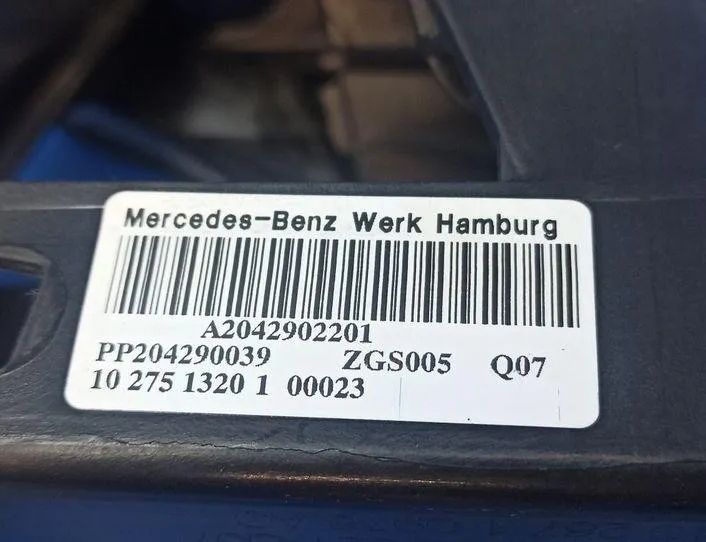 Mercedes-Benz Werk Hamburg
A2042902201
PP204290039 ZGS005 Q07
10 275 1320 1 00023